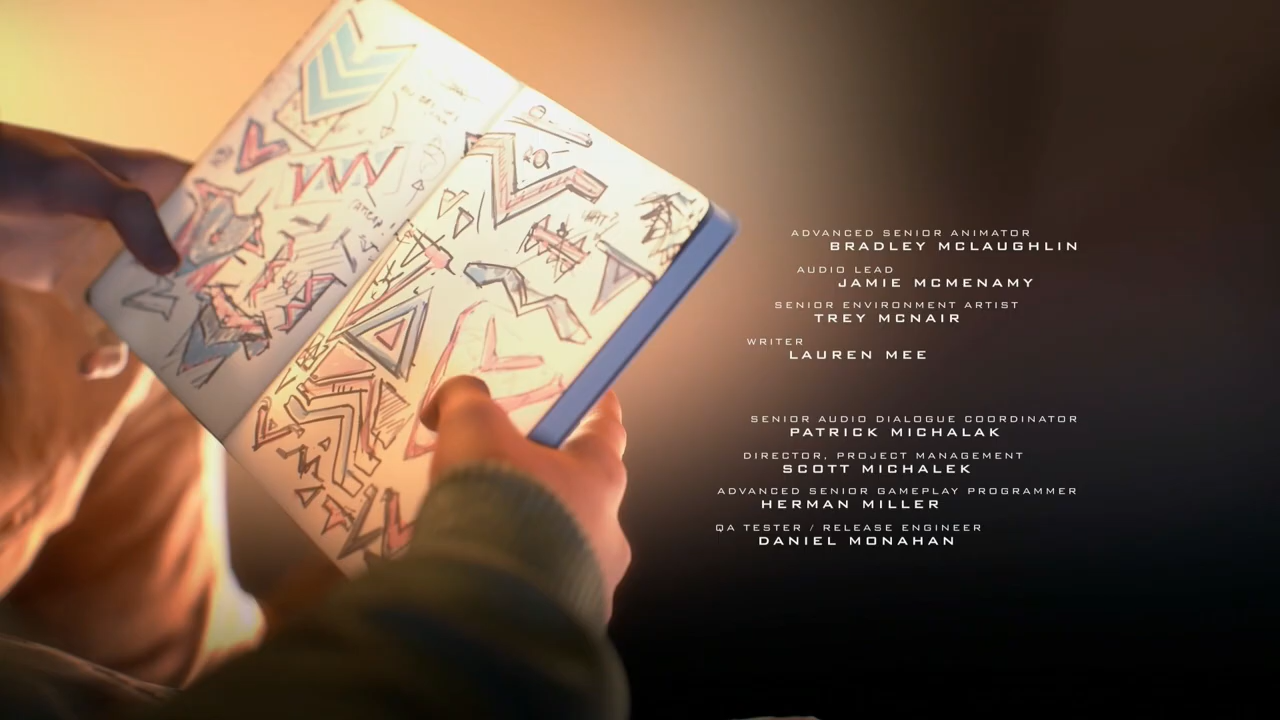 ADVANCED SENIOR ANIMATOR
BRADLEY MCLAUGHLIN
AUDIO LEAD
JAMIE MCMENAMY
SENIOR ENVIRONMENT ARTIST
TREY MCNAIR
WRITER
LAUREN MEE
SENIOR AUDIO DIALOGUE COORDINATOR
PATRICK MICHALAK
DIRECTOR, PROJECT MANAGEMENT
SCOTT MICHALEK
ADVANCED SENIOR GAMEPLAY PROGRAMMER
HERMAN MILLER
QA TESTER / RELEASE ENGINEER
DANIEL MONAHAN